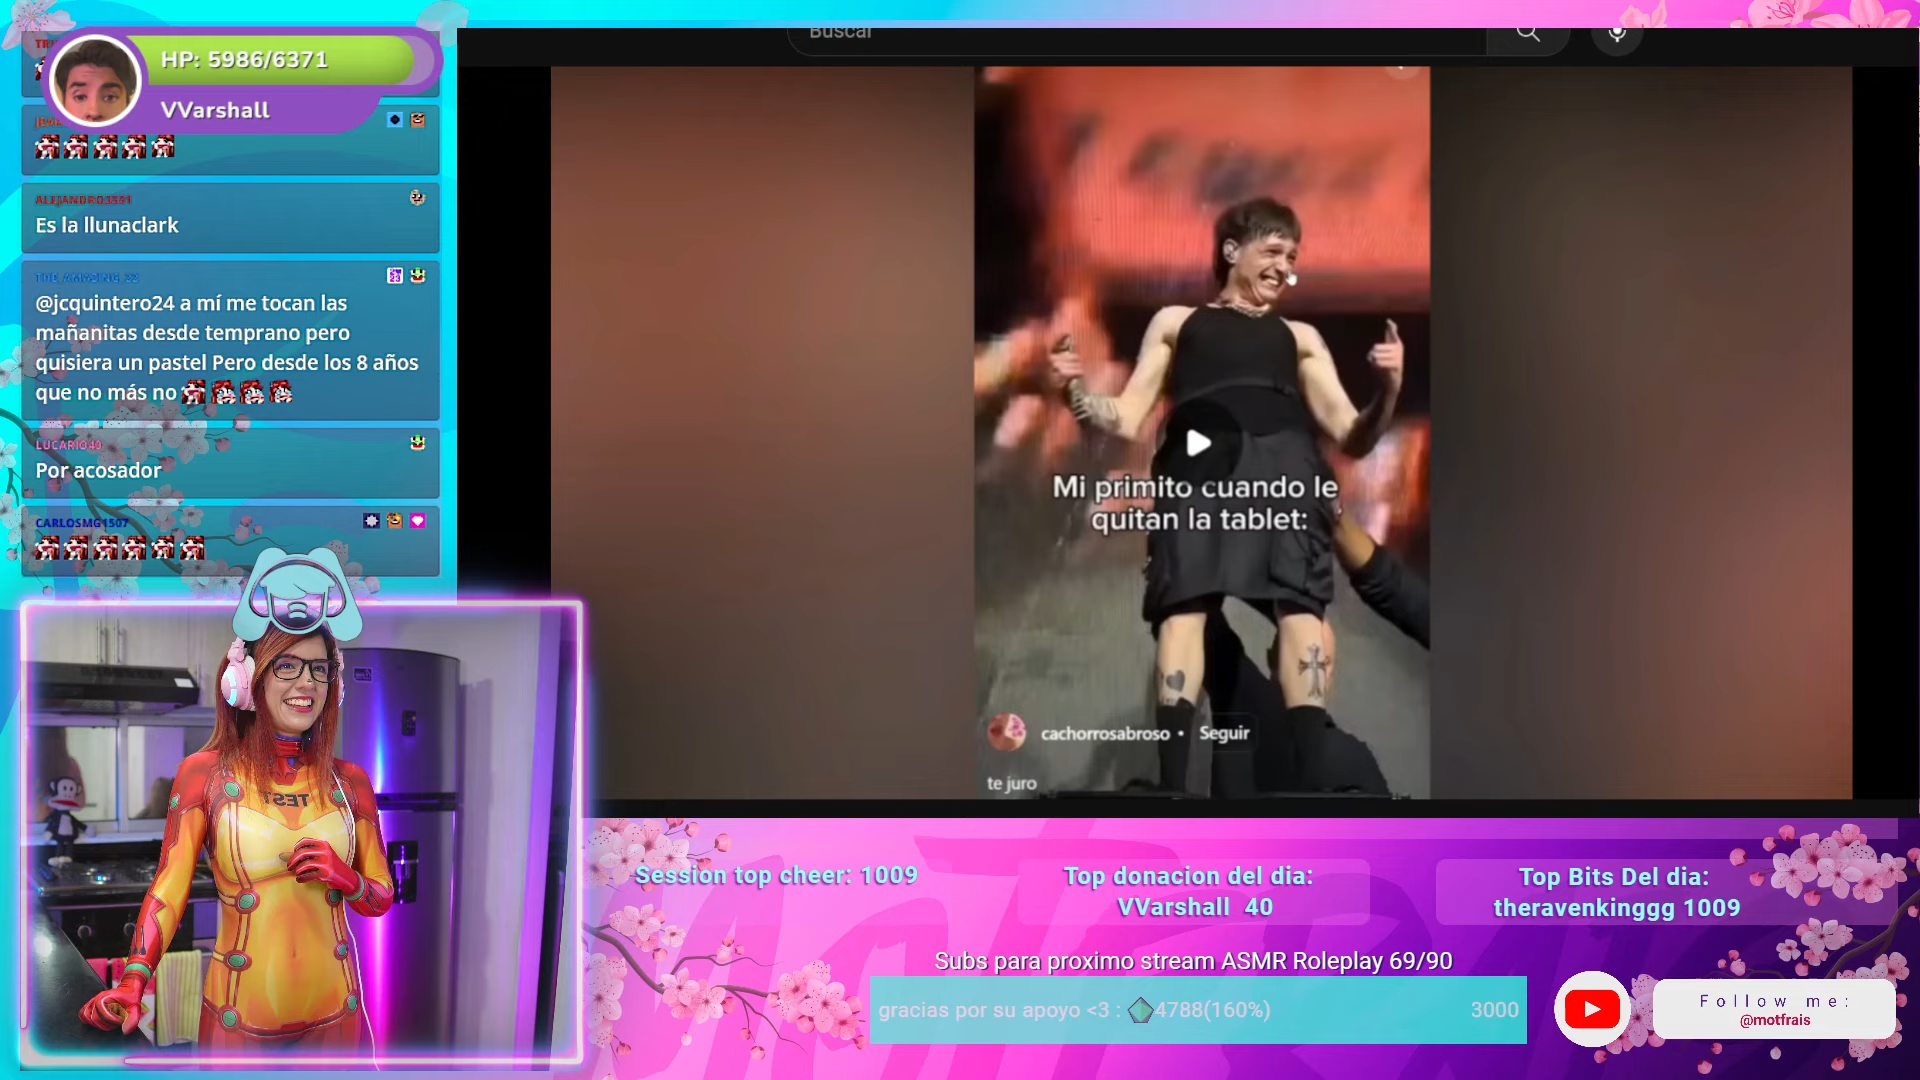 HP: 5986/6371
VVarshall
ALEJANDRO3591
Es la llunaclark
THE_AMAZING_23
@jcquintero24 a mí me tocan las
mañanitas desde temprano pero
quisiera un pastel Pero desde los 8 años
que no más no
LUCARIO40
Por acosador
CARLOSMG1507
Buscar
Mi primito cuando le
quitan la tablet:
cachorrosabroso • Seguir
te juro
TEST
Session top cheer: 1009
Top donacion del dia:
VVarshall 40
Top Bits Del dia:
theravenkinggg 1009
Subs para proximo stream ASMR Roleplay 69/90
gracias por su apoyo <3 : 4788(160%)
3000
Follow me:
@motfrais